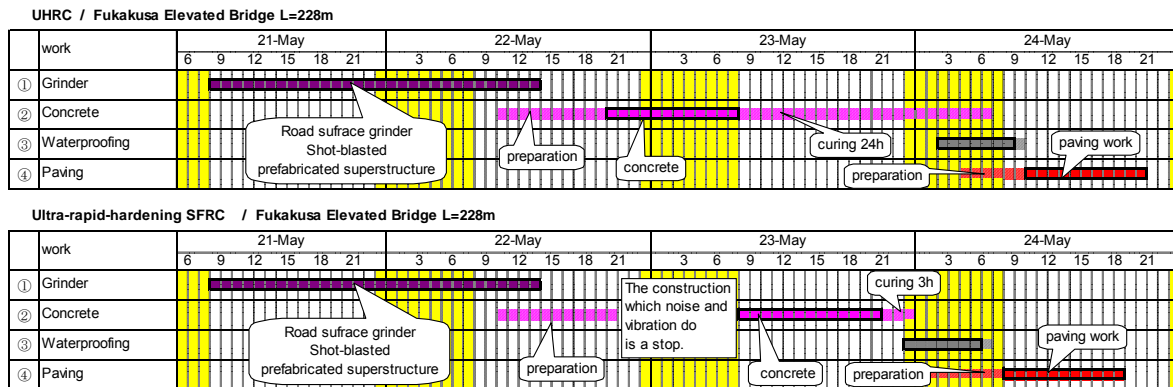 UHRC / Fukakusa Elevated Bridge L=228m
work 21-May 22-May 23-May 24-May
6 9 12 15 18 21 3 6 9 12 15 18 21 3 6 9 12 15 18 21 3 6 9 12 15 18 21
① Grinder
② Concrete
③ Waterproofing
④ Paving
Road sufrace grinder
Shot-blasted
prefabricated superstructure
preparation
concrete
curing 24h
preparation
paving work
Ultra-rapid-hardening SFRC / Fukakusa Elevated Bridge L=228m
work 21-May 22-May 23-May 24-May
6 9 12 15 18 21 3 6 9 12 15 18 21 3 6 9 12 15 18 21 3 6 9 12 15 18 21
① Grinder
② Concrete
③ Waterproofing
④ Paving
Road sufrace grinder
Shot-blasted
prefabricated superstructure
preparation
The construction
which noise and
vibration do
is a stop.
concrete
curing 3h
preparation
paving work